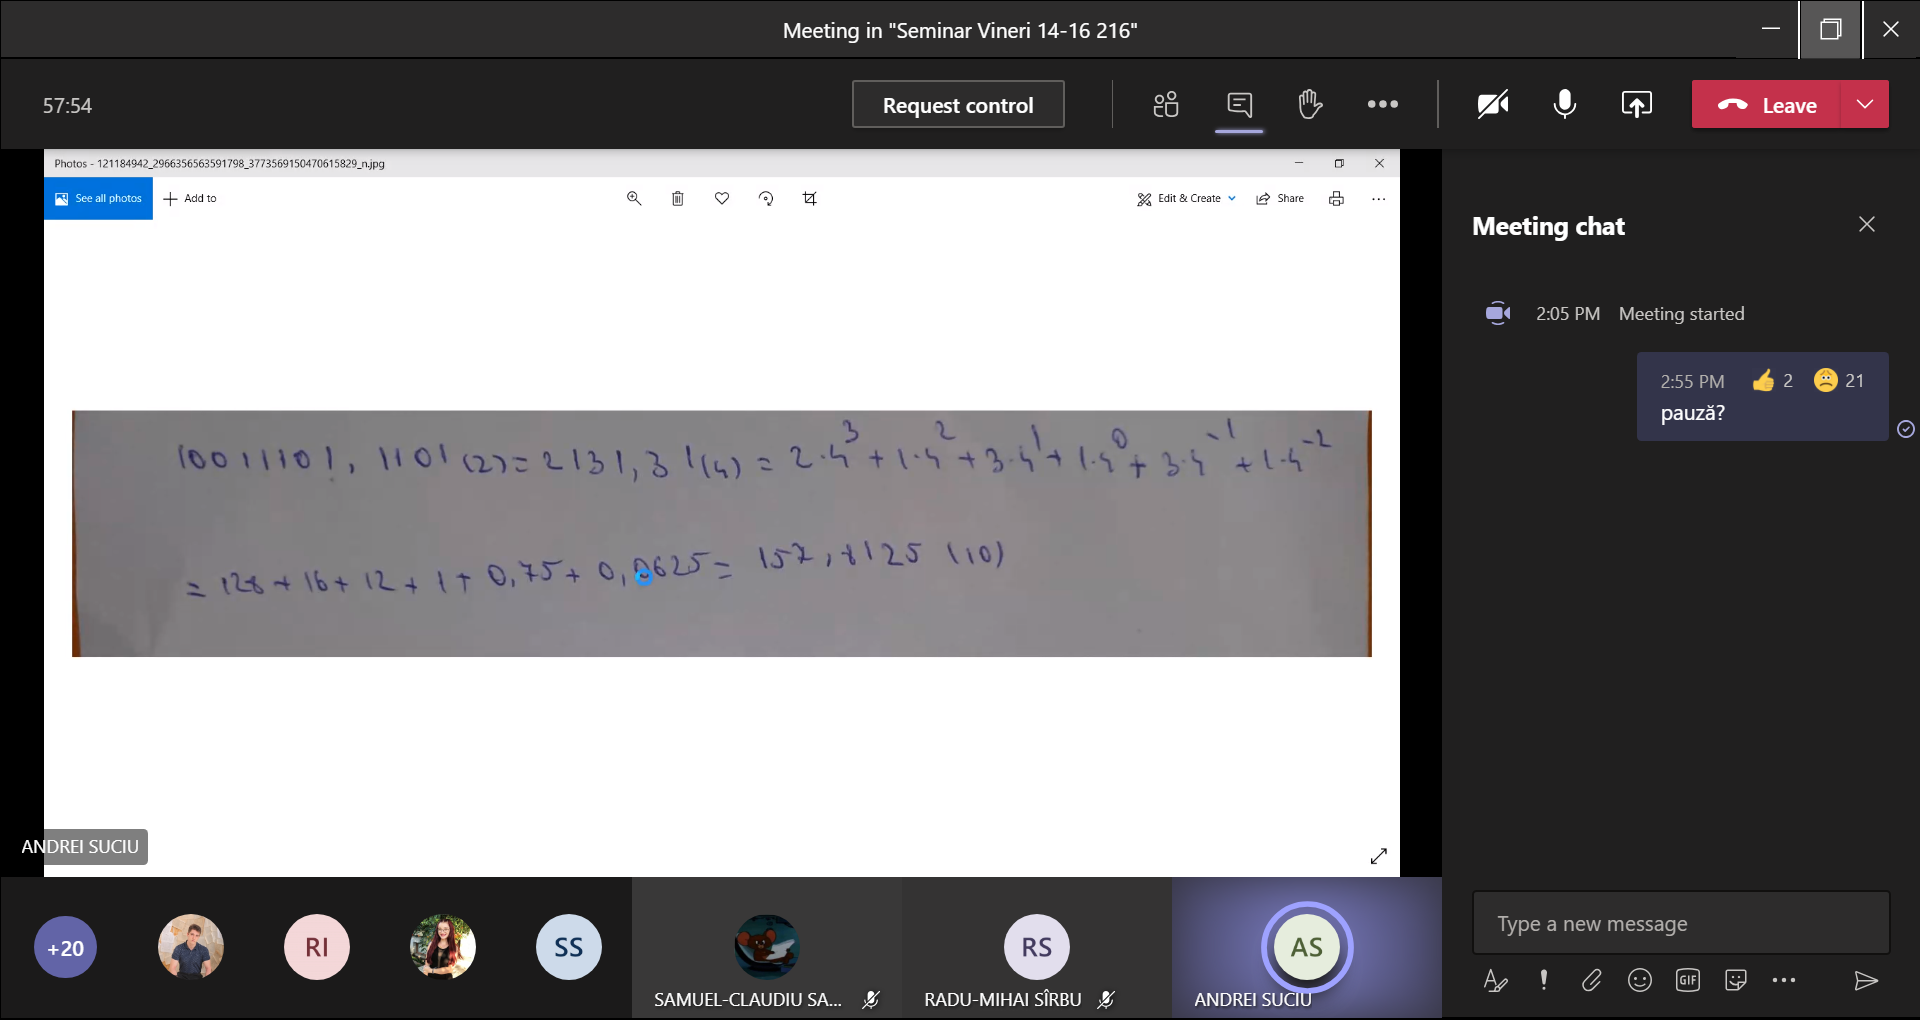 Meeting in "Seminar Vineri 14-16 216"
57:54
Request control
Leave
Photos - 121184942_2966356563591798_3773569150470615829_n.jpg
See all photos
Add to
Edit & Create
Share
10011101, 1101 (2) = 2131, 31 (4) = 2·4³ + 1·4² + 3·4¹ + 1·4⁰ + 3·4⁻¹ + 1·4⁻²
= 128 + 16 + 12 + 1 + 0,75 + 0,0625 = 157, 8125 (10)
ANDREI SUCIU
+20
RI
SS
SAMUEL-CLAUDIU SA...
RS
RADU-MIHAI SÎRBU
AS
ANDREI SUCIU
Meeting chat
2:05 PM Meeting started
2:55 PM 👍 2 😟 21
pauză?
Type a new message
GIF